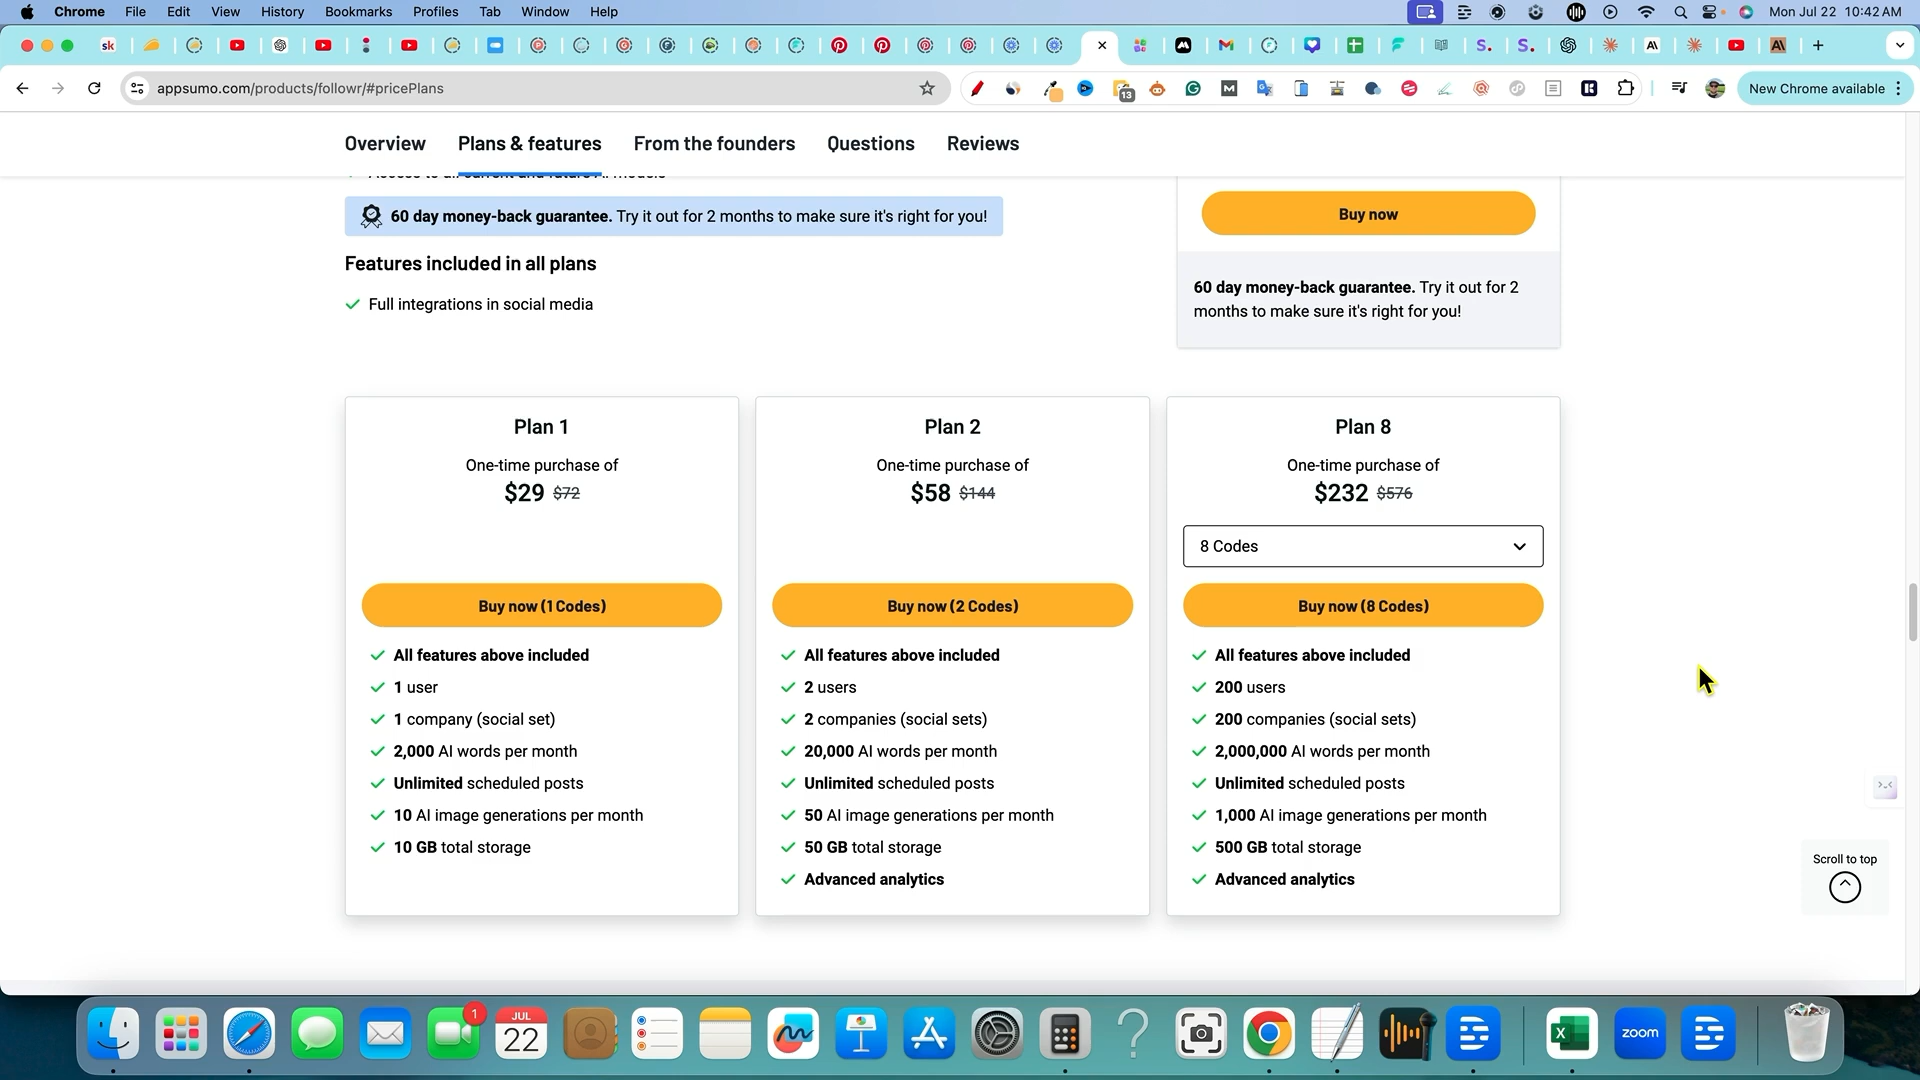 Chrome File Edit View History Bookmarks Profiles Tab Window Help
Mon Jul 22 10:42 AM
appsumo.com/products/followr/#pricePlans
13
New Chrome available
Overview Plans & features From the founders Questions Reviews
60 day money-back guarantee. Try it out for 2 months to make sure it's right for you!
Features included in all plans
Full integrations in social media
Buy now
60 day money-back guarantee. Try it out for 2
months to make sure it's right for you!
Plan 1
One-time purchase of
$29 $72
Buy now (1 Codes)
All features above included
1 user
1 company (social set)
2,000 AI words per month
Unlimited scheduled posts
10 AI image generations per month
10 GB total storage
Plan 2
One-time purchase of
$58 $144
Buy now (2 Codes)
All features above included
2 users
2 companies (social sets)
20,000 AI words per month
Unlimited scheduled posts
50 AI image generations per month
50 GB total storage
Advanced analytics
Plan 8
One-time purchase of
$232 $576
8 Codes
Buy now (8 Codes)
All features above included
200 users
200 companies (social sets)
2,000,000 AI words per month
Unlimited scheduled posts
1,000 AI image generations per month
500 GB total storage
Advanced analytics
Scroll to top
1
JUL
22
zoom